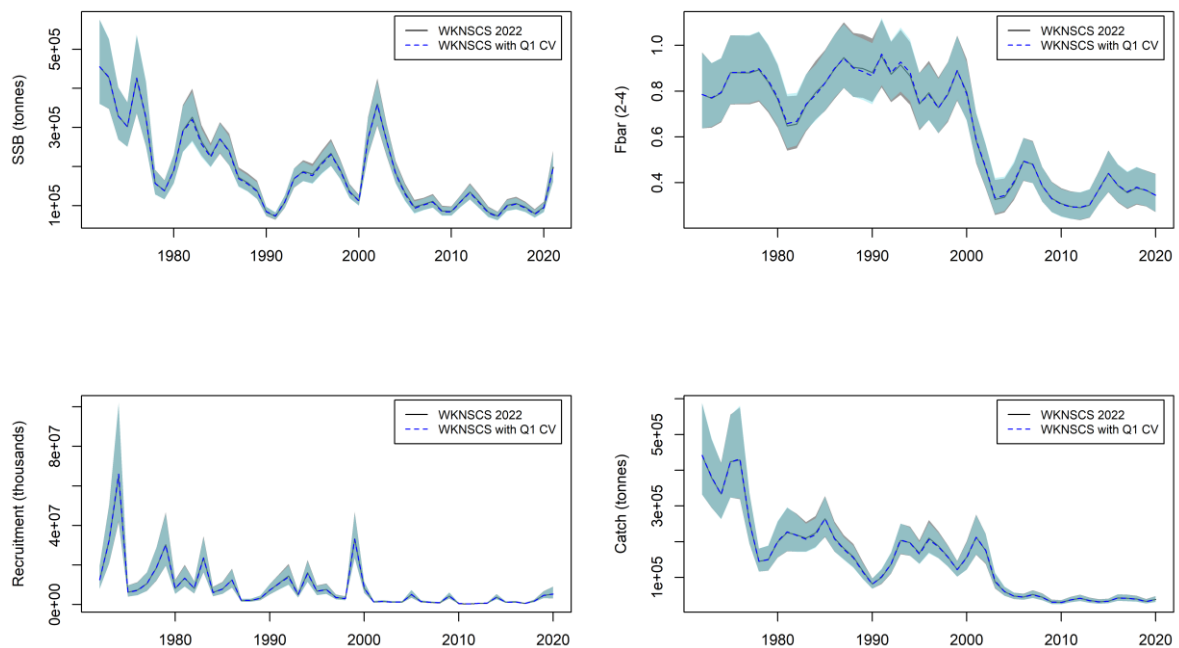 SSB (tonnes)
5e+05
3e+05
1e+05
WKNSCS 2022
WKNSCS with Q1 CV
1980 1990 2000 2010 2020
Fbar (2-4)
1.0
0.8
0.6
0.4
WKNSCS 2022
WKNSCS with Q1 CV
1980 1990 2000 2010 2020
Recruitment (thousands)
8e+07
4e+07
0e+00
WKNSCS 2022
WKNSCS with Q1 CV
1980 1990 2000 2010 2020
Catch (tonnes)
5e+05
3e+05
1e+05
WKNSCS 2022
WKNSCS with Q1 CV
1980 1990 2000 2010 2020